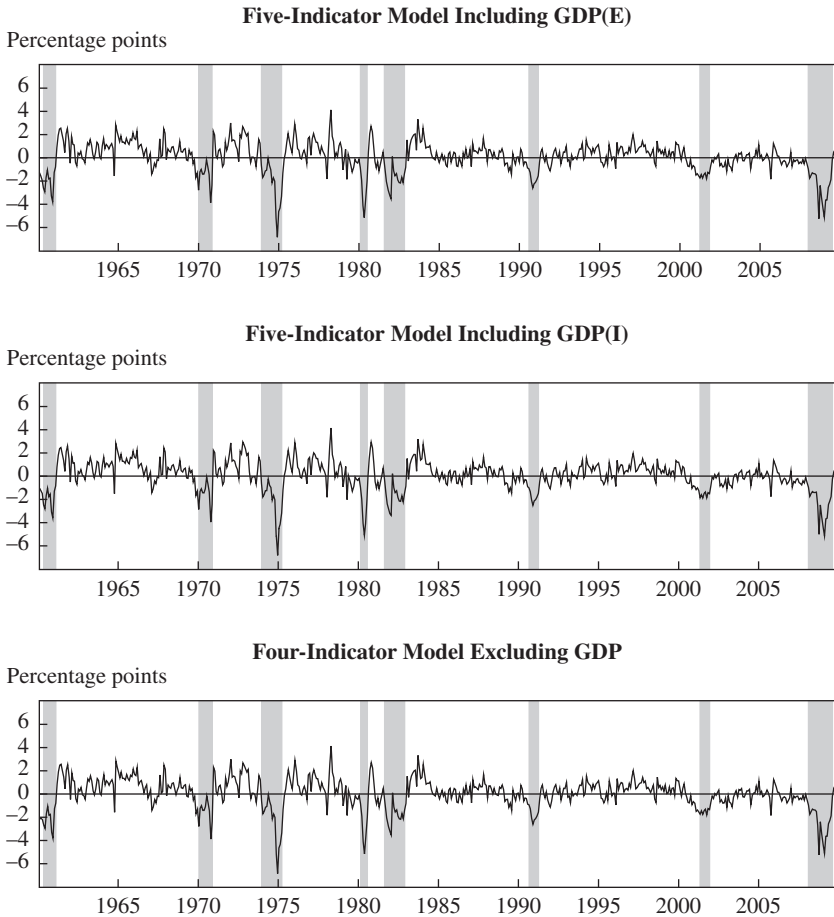 Five-Indicator Model Including GDP(E)
Percentage points
6
4
2
0
–2
–4
–6
1965 1970 1975 1980 1985 1990 1995 2000 2005
Five-Indicator Model Including GDP(I)
Percentage points
6
4
2
0
–2
–4
–6
1965 1970 1975 1980 1985 1990 1995 2000 2005
Four-Indicator Model Excluding GDP
Percentage points
6
4
2
0
–2
–4
–6
1965 1970 1975 1980 1985 1990 1995 2000 2005